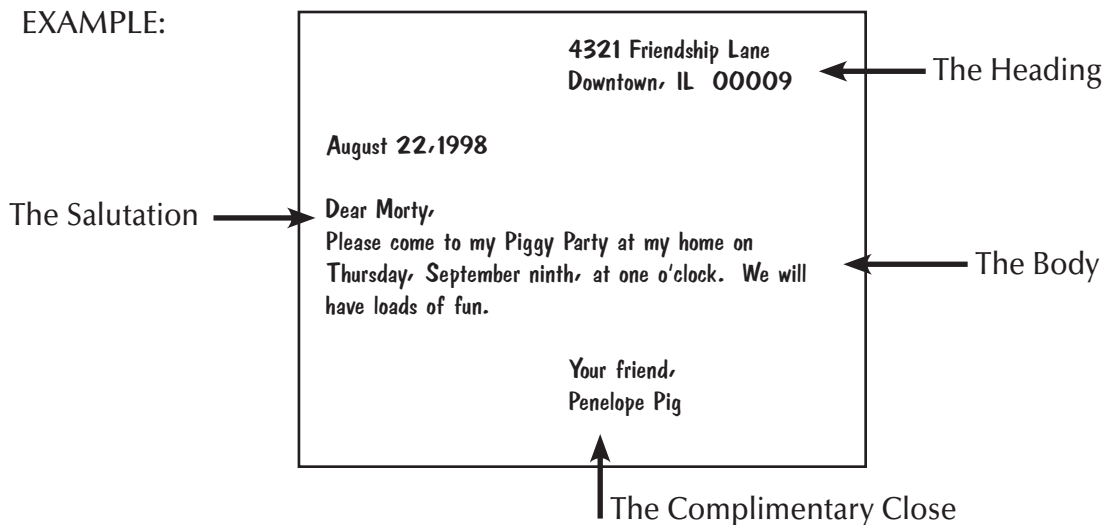 EXAMPLE:
4321 Friendship Lane
Downtown, IL 00009
The Heading
August 22,1998
The Salutation
Dear Morty,
Please come to my Piggy Party at my home on
Thursday, September ninth, at one o'clock. We will
have loads of fun.
The Body
Your friend,
Penelope Pig
The Complimentary Close